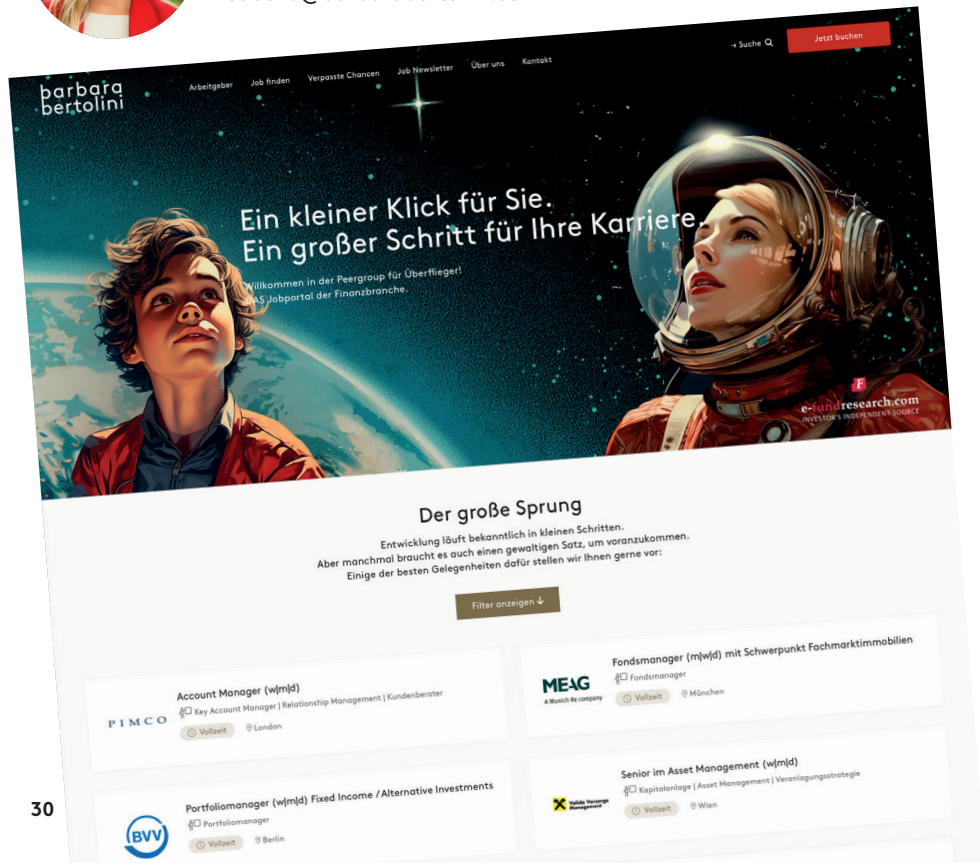 barbara
bertolini
Arbeitgeber Job finden Verpasste Chancen Job Newsletter Über uns Kontakt
→ Suche
Jetzt buchen
Ein kleiner Klick für Sie.
Ein großer Schritt für Ihre Karriere.
Willkommen in der Peergroup für Überflieger!
DAS Jobportal der Finanzbranche.
F
e-fundresearch.com
INVESTOR'S INDEPENDENT SOURCE
Der große Sprung
Entwicklung läuft bekanntlich in kleinen Schritten.
Aber manchmal braucht es auch einen gewaltigen Satz, um voranzukommen.
Einige der besten Gelegenheiten dafür stellen wir Ihnen gerne vor:
Filter anzeigen ↓
PIMCO
Account Manager (w|m|d)
Key Account Manager | Relationship Management | Kundenberater
Vollzeit London
MEAG
A Munich Re company
Fondsmanager (m|w|d) mit Schwerpunkt Fachmarktimmobilien
Fondsmanager
Vollzeit München
BVV
Portfoliomanager (w|m|d) Fixed Income / Alternative Investments
Portfoliomanager
Vollzeit Berlin
Valida Vorsorge
Management
Senior im Asset Management (w|m|d)
Kapitalanlage | Asset Management | Veranlagungsstrategie
Vollzeit Wien
30